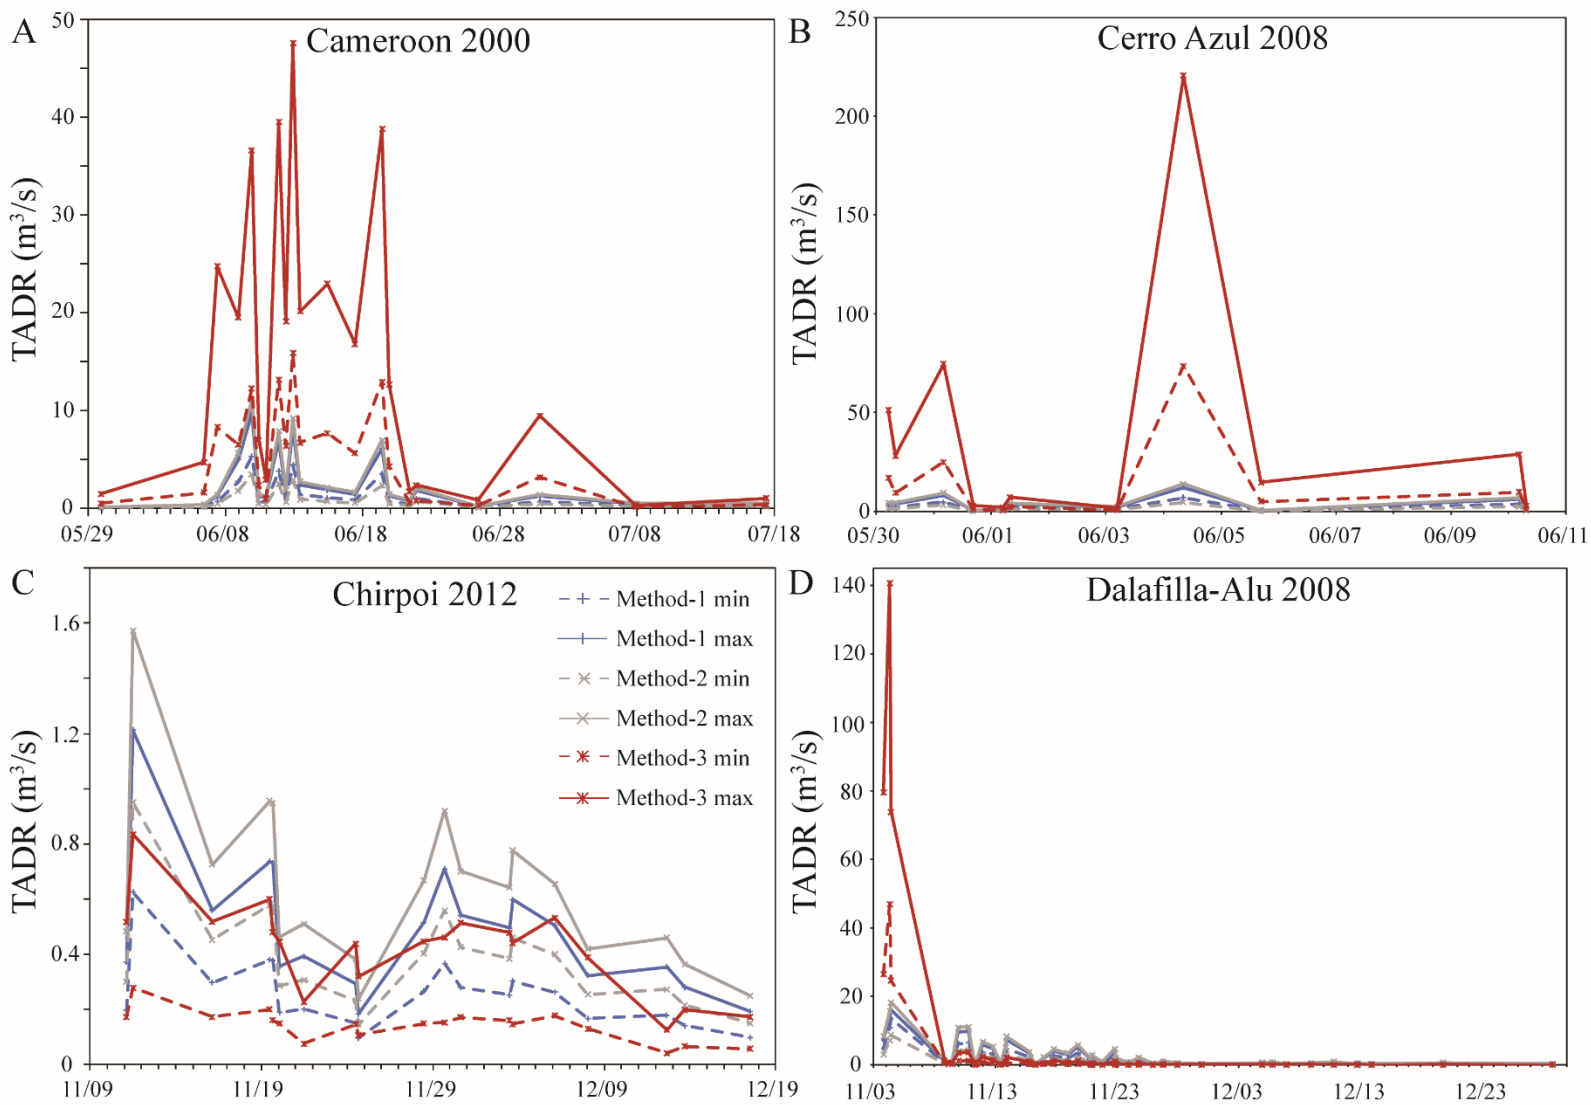 A
Cameroon 2000
TADR (m³/s)
50
40
30
20
10
0
05/29
06/08
06/18
06/28
07/08
07/18
B
Cerro Azul 2008
TADR (m³/s)
250
200
150
100
50
0
05/30
06/01
06/03
06/05
06/07
06/09
06/11
C
Chirpoi 2012
TADR (m³/s)
1.6
1.2
0.8
0.4
0
11/09
11/19
11/29
12/09
12/19
Method-1 min
Method-1 max
Method-2 min
Method-2 max
Method-3 min
Method-3 max
D
Dalafilla-Alu 2008
TADR (m³/s)
140
120
100
80
60
40
20
0
11/03
11/13
11/23
12/03
12/13
12/23